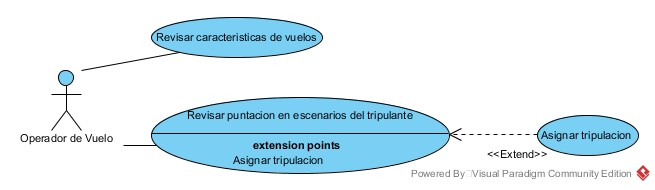 Revisar caracteristicas de vuelos
Operador de Vuelo
Revisar puntacion en escenarios del tripulante
extension points
Asignar tripulacion
Asignar tripulacion
<<Extend>>
Powered By Visual Paradigm Community Edition